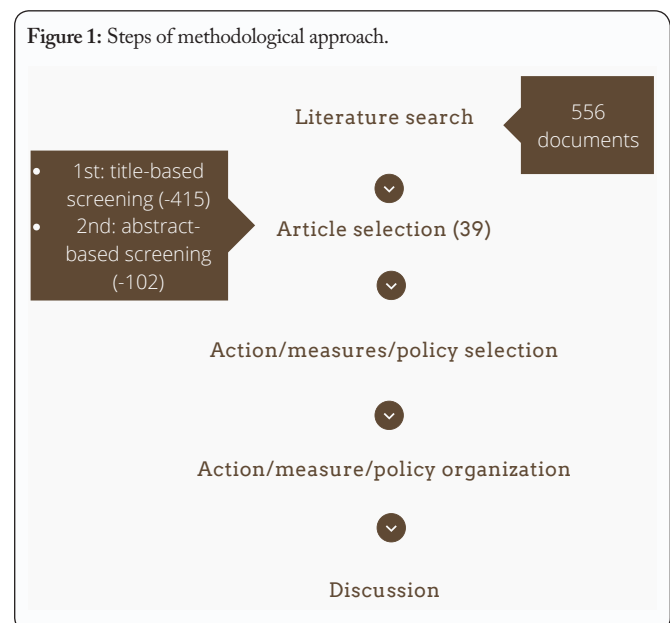 Figure 1: Steps of methodological approach.
Literature search
556
documents
• 1st: title-based
screening (-415)
• 2nd: abstract-
based screening
(-102)
Article selection (39)
Action/measures/policy selection
Action/measure/policy organization
Discussion